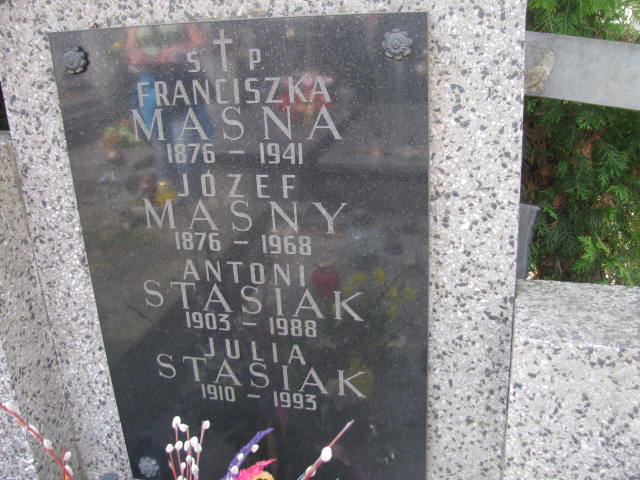 S † P.
FRANCISZKA
MASNA
1876 – 1941
JÓZEF
MASNY
1876 – 1968
ANTONI
STASIAK
1903 – 1988
JULIA
STASIAK
1910 – 1993